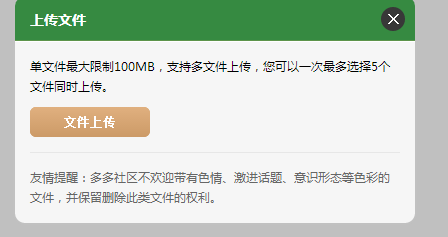 上传文件
单文件最大限制100MB，支持多文件上传，您可以一次最多选择5个
文件同时上传。
文件上传
友情提醒：多多社区不欢迎带有色情、激进话题、意识形态等色彩的
文件，并保留删除此类文件的权利。